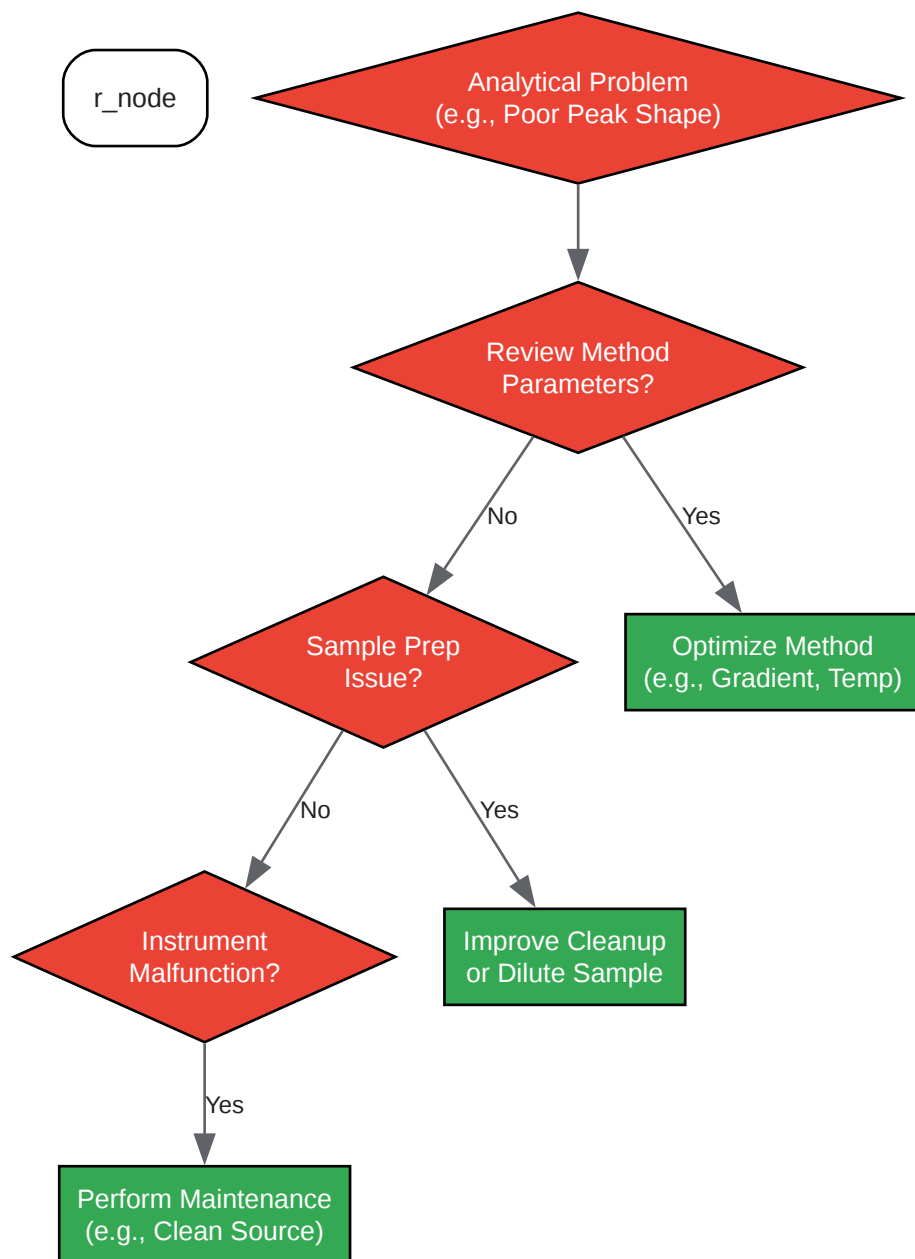 r_node
Analytical Problem
(e.g., Poor Peak Shape)
Review Method
Parameters?
No
Yes
Sample Prep
Issue?
Optimize Method
(e.g., Gradient, Temp)
No
Yes
Instrument
Malfunction?
Improve Cleanup
or Dilute Sample
Yes
Perform Maintenance
(e.g., Clean Source)